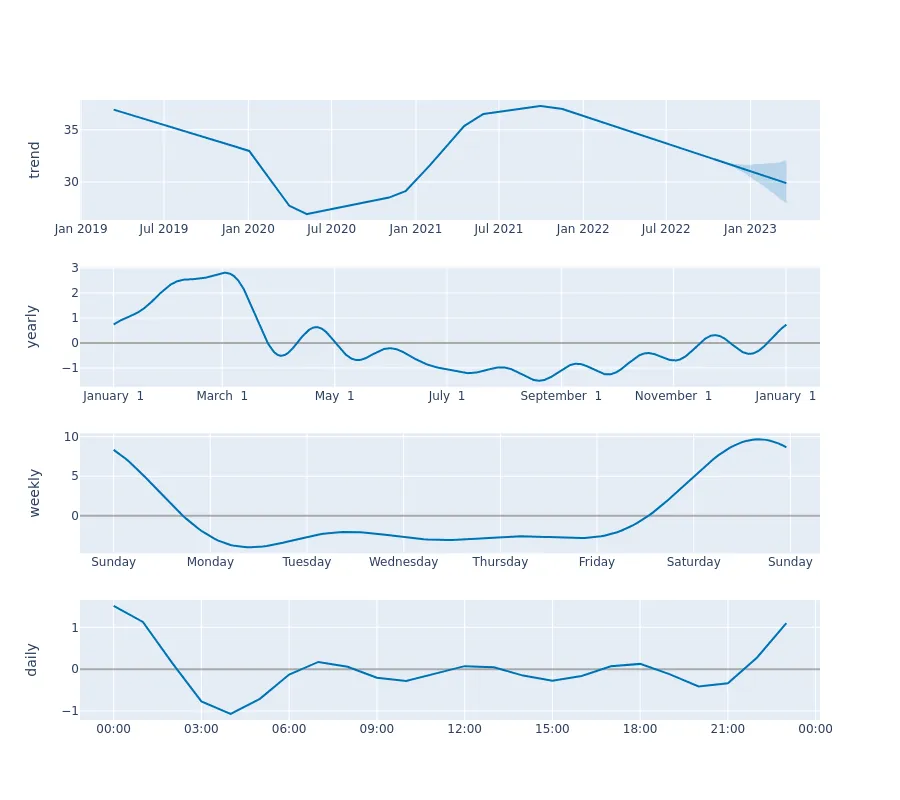 trend
35
30
Jan 2019 Jul 2019 Jan 2020 Jul 2020 Jan 2021 Jul 2021 Jan 2022 Jul 2022 Jan 2023
yearly
3
2
1
0
−1
January 1 March 1 May 1 July 1 September 1 November 1 January 1
weekly
10
5
0
Sunday Monday Tuesday Wednesday Thursday Friday Saturday Sunday
daily
1
0
−1
00:00 03:00 06:00 09:00 12:00 15:00 18:00 21:00 00:00